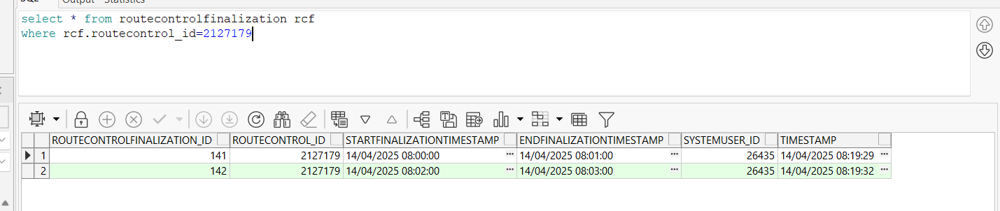 Output Statistics
select * from routecontrolfinalization rcf
where rcf.routecontrol_id=2127179
ROUTECONTROLFINALIZATION_ID ROUTECONTROL_ID STARTFINALIZATIONTIMESTAMP ENDFINALIZATIONTIMESTAMP SYSTEMUSER_ID TIMESTAMP
1 141 2127179 14/04/2025 08:00:00 ... 14/04/2025 08:01:00 ... 26435 14/04/2025 08:19:29 ...
2 142 2127179 14/04/2025 08:02:00 ... 14/04/2025 08:03:00 ... 26435 14/04/2025 08:19:32 ...